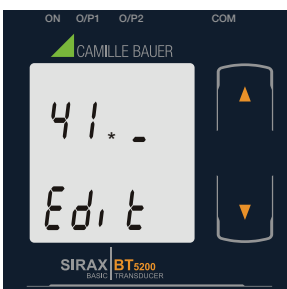 ON O/P1 O/P2 COM
CAMILLE BAUER
41.* _
Edit
SIRAX BT5200
BASIC TRANSDUCER